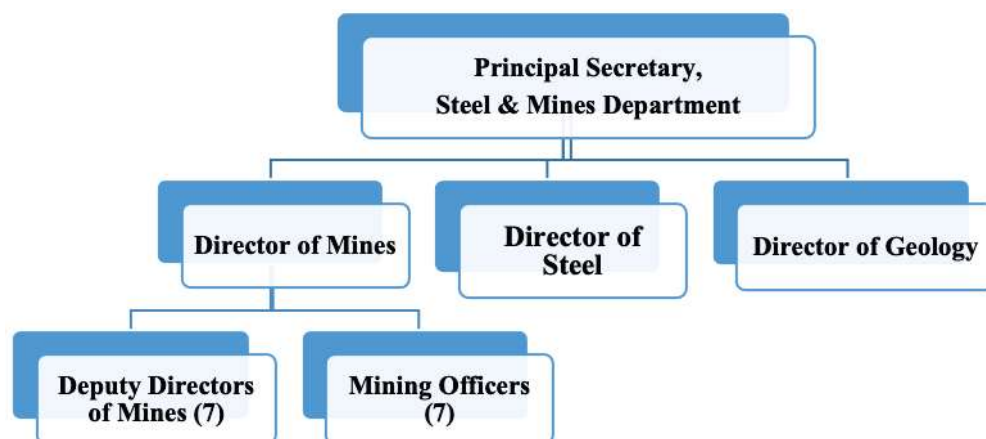 Principal Secretary,
Steel & Mines Department
Director of Mines
Director of
Steel
Director of Geology
Deputy Directors
of Mines (7)
Mining Officers
(7)